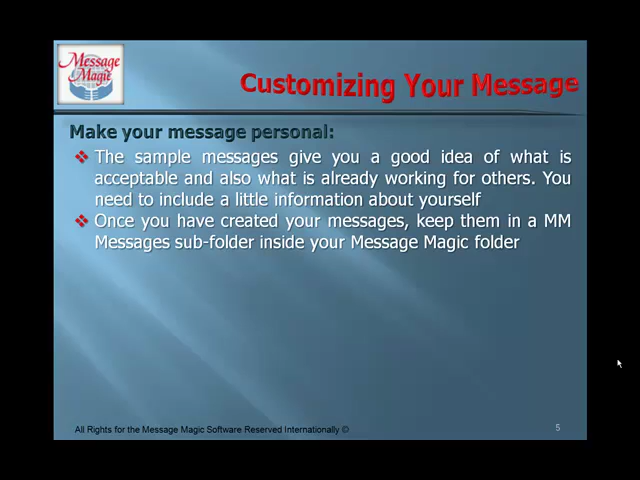 Message
Magic
Customizing Your Message
Make your message personal:
The sample messages give you a good idea of what is
acceptable and also what is already working for others. You
need to include a little information about yourself
Once you have created your messages, keep them in a MM
Messages sub-folder inside your Message Magic folder
All Rights for the Message Magic Software Reserved Internationally ©
5